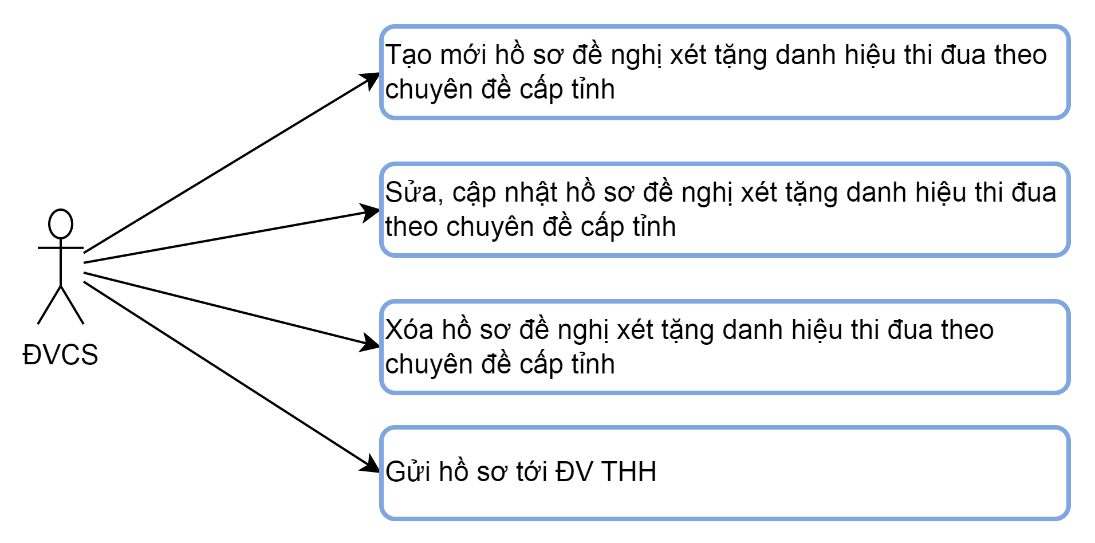 Tạo mới hồ sơ đề nghị xét tặng danh hiệu thi đua theo
chuyên đề cấp tỉnh
Sửa, cập nhật hồ sơ đề nghị xét tặng danh hiệu thi đua
theo chuyên đề cấp tỉnh
Xóa hồ sơ đề nghị xét tặng danh hiệu thi đua theo
chuyên đề cấp tỉnh
ĐVCS
Gửi hồ sơ tới ĐV THH